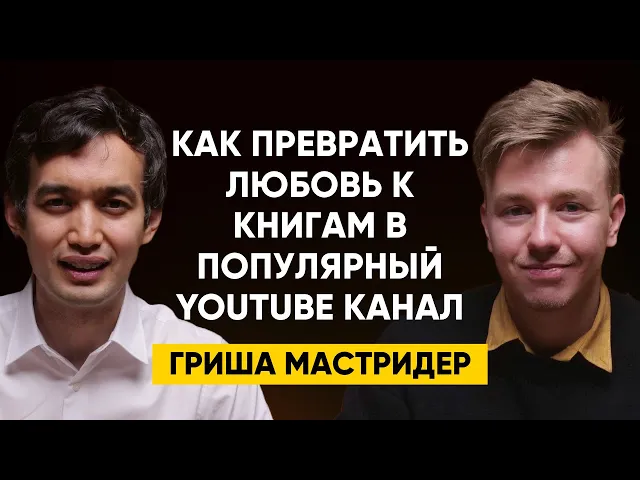 КАК ПРЕВРАТИТЬ
ЛЮБОВЬ К
КНИГАМ В
ПОПУЛЯРНЫЙ
YOUTUBE КАНАЛ
ГРИША МАСТРИДЕР